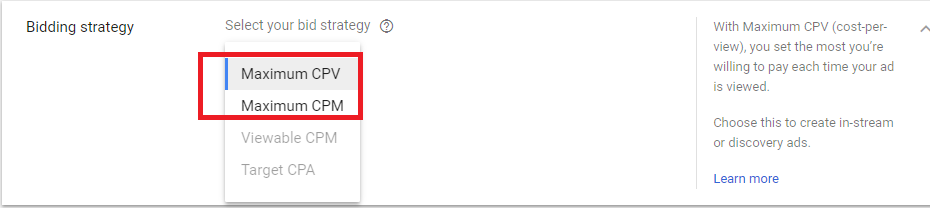 Bidding strategy
Select your bid strategy ?
Maximum CPV
Maximum CPM
Viewable CPM
Target CPA
With Maximum CPV (cost-per-
view), you set the most you're
willing to pay each time your ad
is viewed.
Choose this to create in-stream
or discovery ads.
Learn more